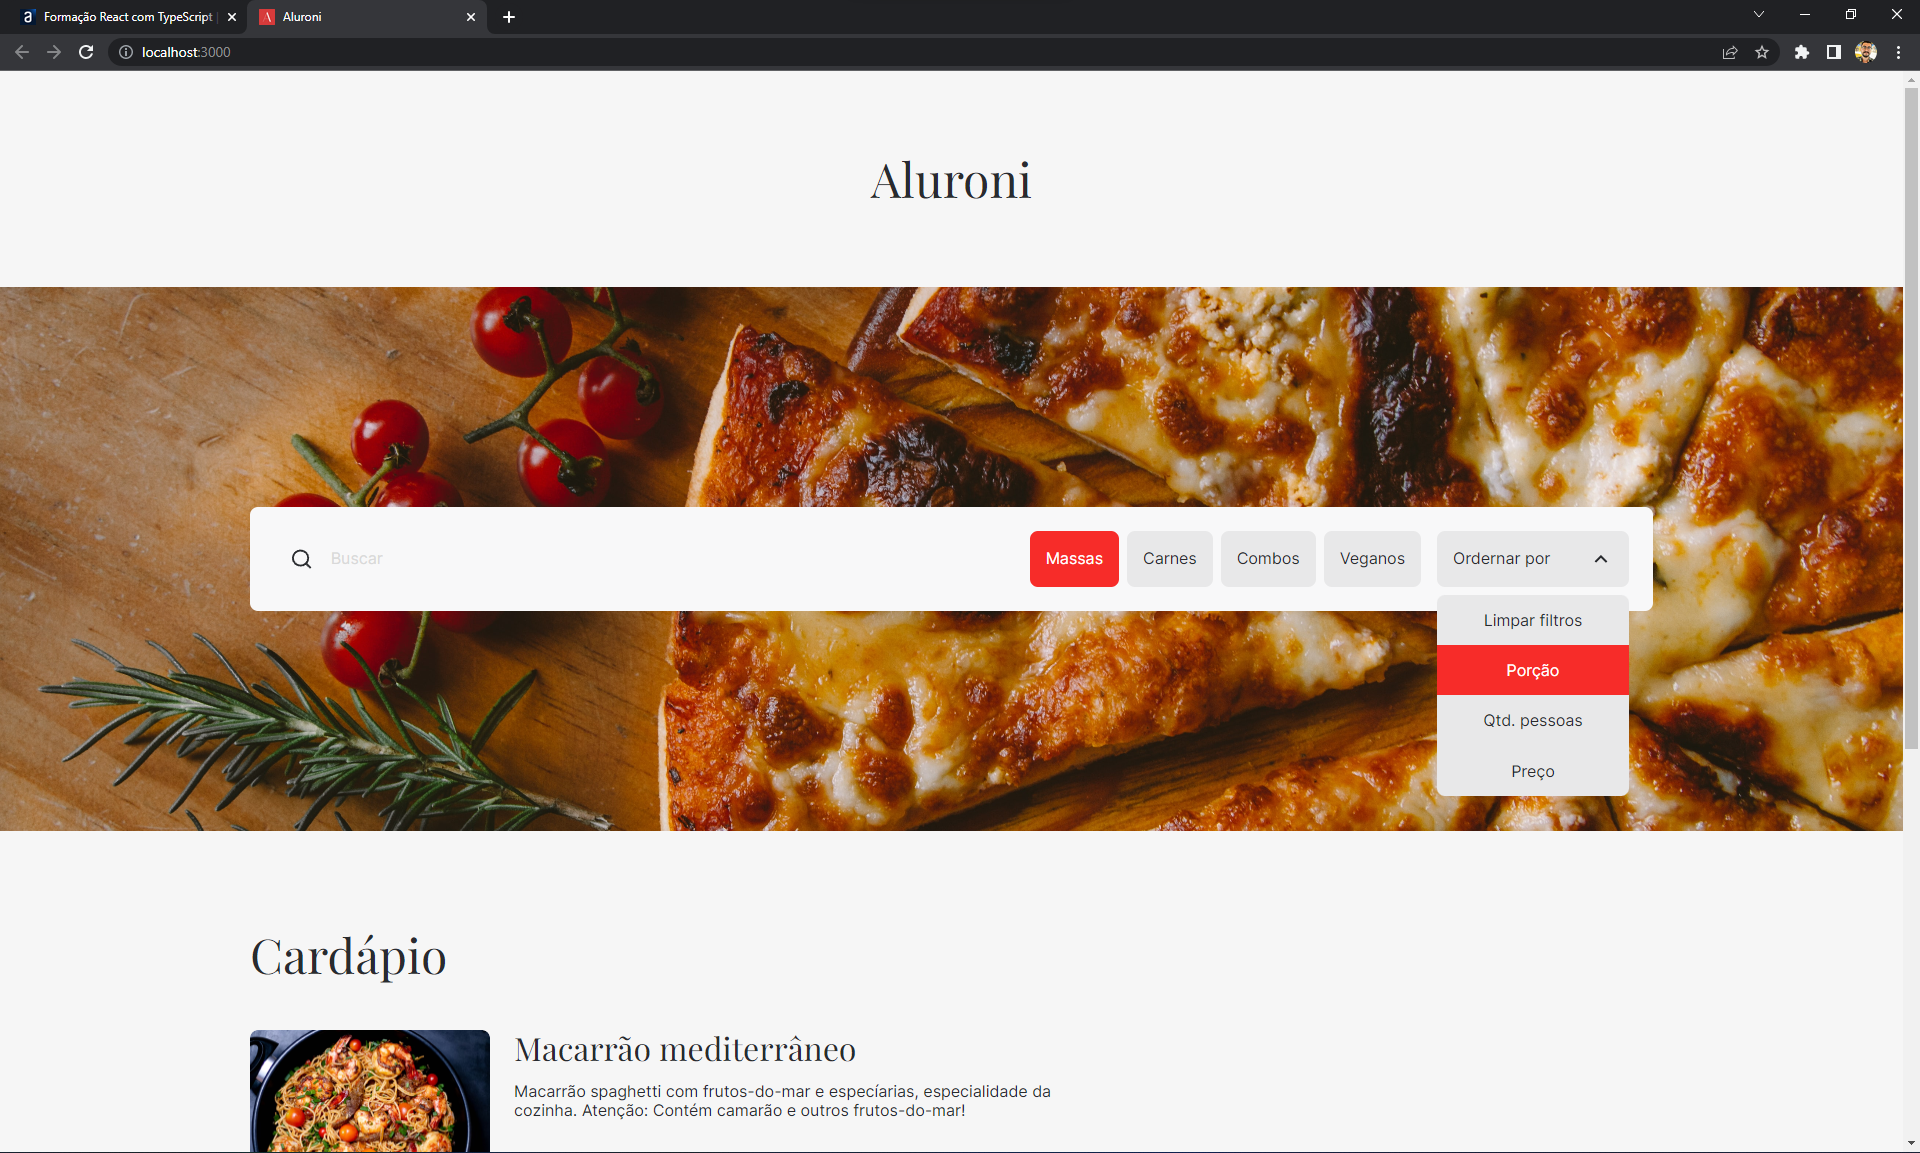 Formação React com TypeScript |
Aluroni
localhost:3000
Aluroni
Buscar
Massas
Carnes
Combos
Veganos
Ordernar por
Limpar filtros
Porção
Qtd. pessoas
Preço
Cardápio
Macarrão mediterrâneo
Macarrão spaghetti com frutos-do-mar e especíarias, especialidade da
cozinha. Atenção: Contém camarão e outros frutos-do-mar!